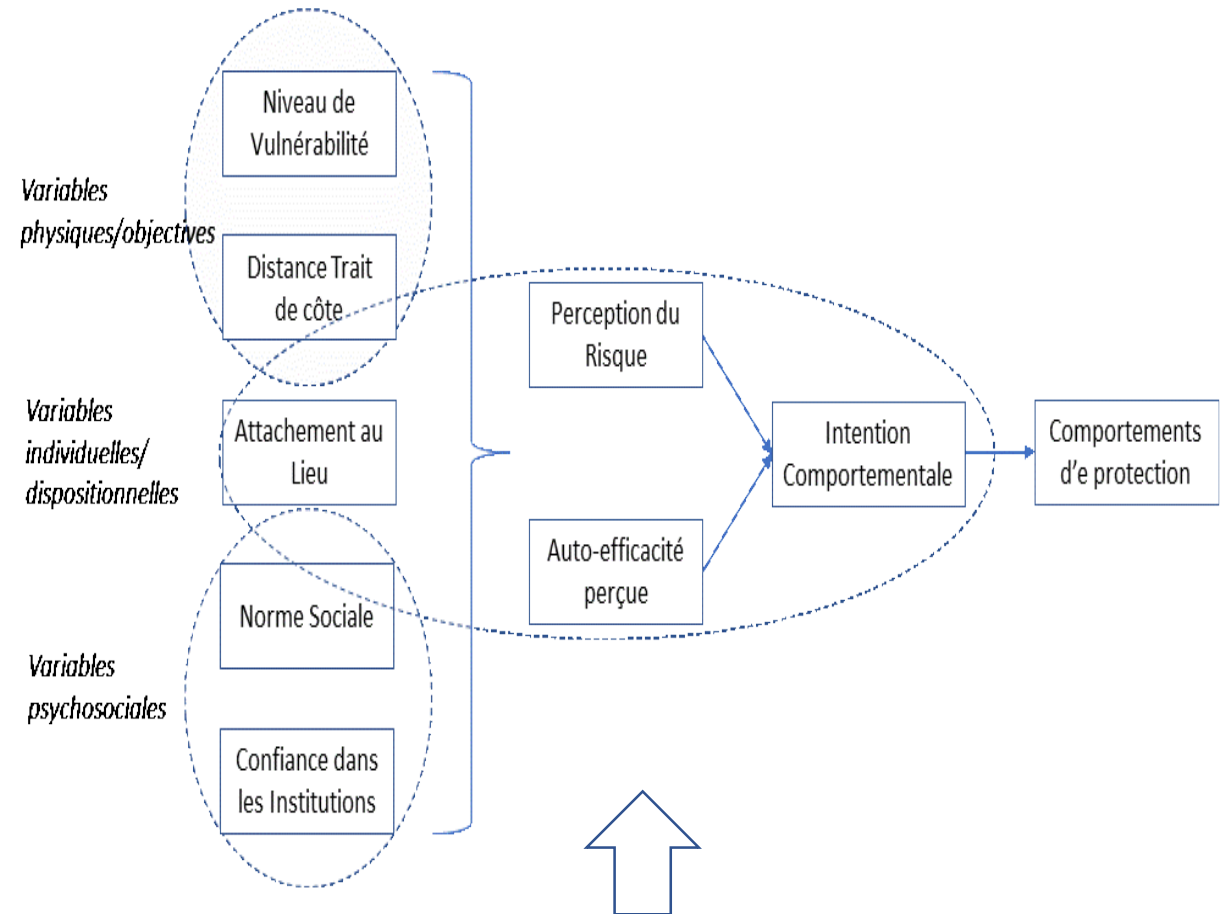 Niveau de
Vulnérabilité
Variables
physiques/objectives
Distance Trait
de côte
Perception du
Risque
Variables
individuelles/
dispositionnelles
Attachement au
Lieu
Intention
Comportementale
Comportements
d'e protection
Auto-efficacité
perçue
Norme Sociale
Variables
psychosociales
Confiance dans
les Institutions